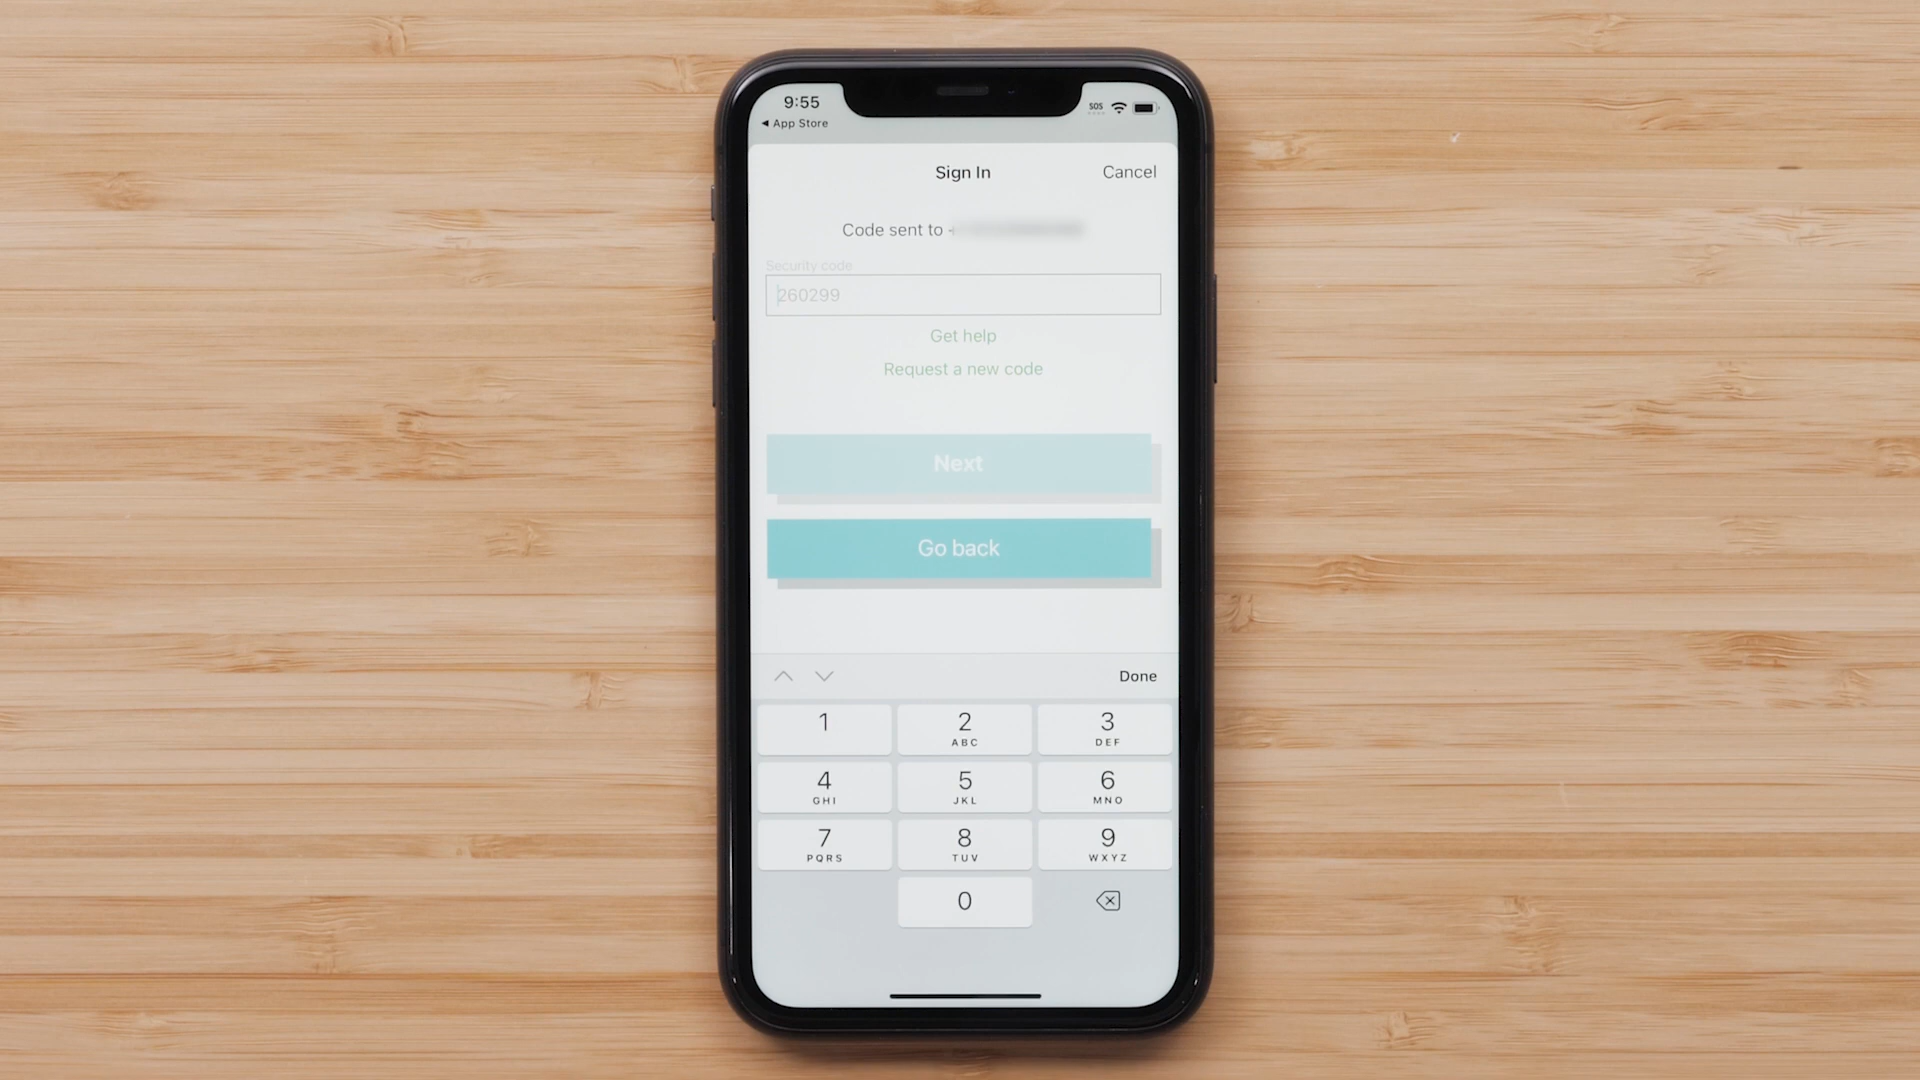 9:55
SOS
◀ App Store
Sign In
Cancel
Code sent to
Security code
260299
Get help
Request a new code
Next
Go back
Done
1
2
ABC
3
DEF
4
GHI
5
JKL
6
MNO
7
PQRS
8
TUV
9
WXYZ
0